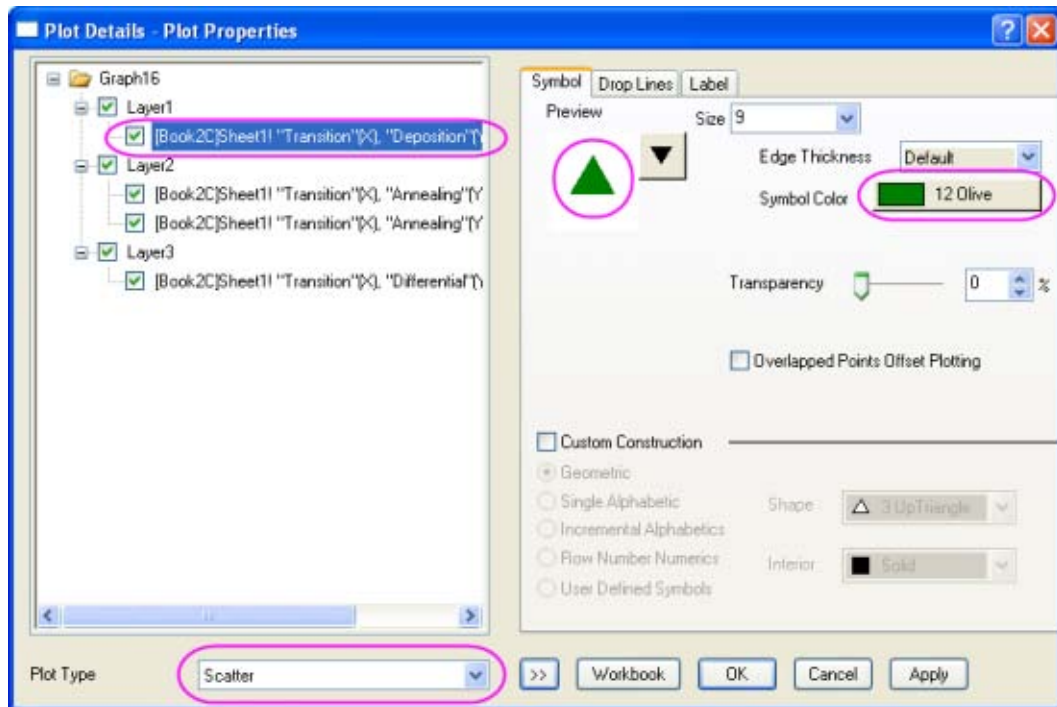 Plot Details - Plot Properties
Graph16
Layer1
[Book2C]Sheet1! "Transition"(X), "Deposition"(Y
Layer2
[Book2C]Sheet1! "Transition"(X), "Annealing"(Y
[Book2C]Sheet1! "Transition"(X), "Annealing"(Y
Layer3
[Book2C]Sheet1! "Transition"(X), "Differential"(Y
Symbol Drop Lines Label
Preview
Size 9
Edge Thickness Default
Symbol Color 12 Olive
Transparency 0 %
Overlapped Points Offset Plotting
Custom Construction
Geometric
Single Alphabetic
Incremental Alphabetics
Row Number Numerics
User Defined Symbols
Shape 3 UpTriangle
Interior Solid
Plot Type Scatter
>> Workbook OK Cancel Apply